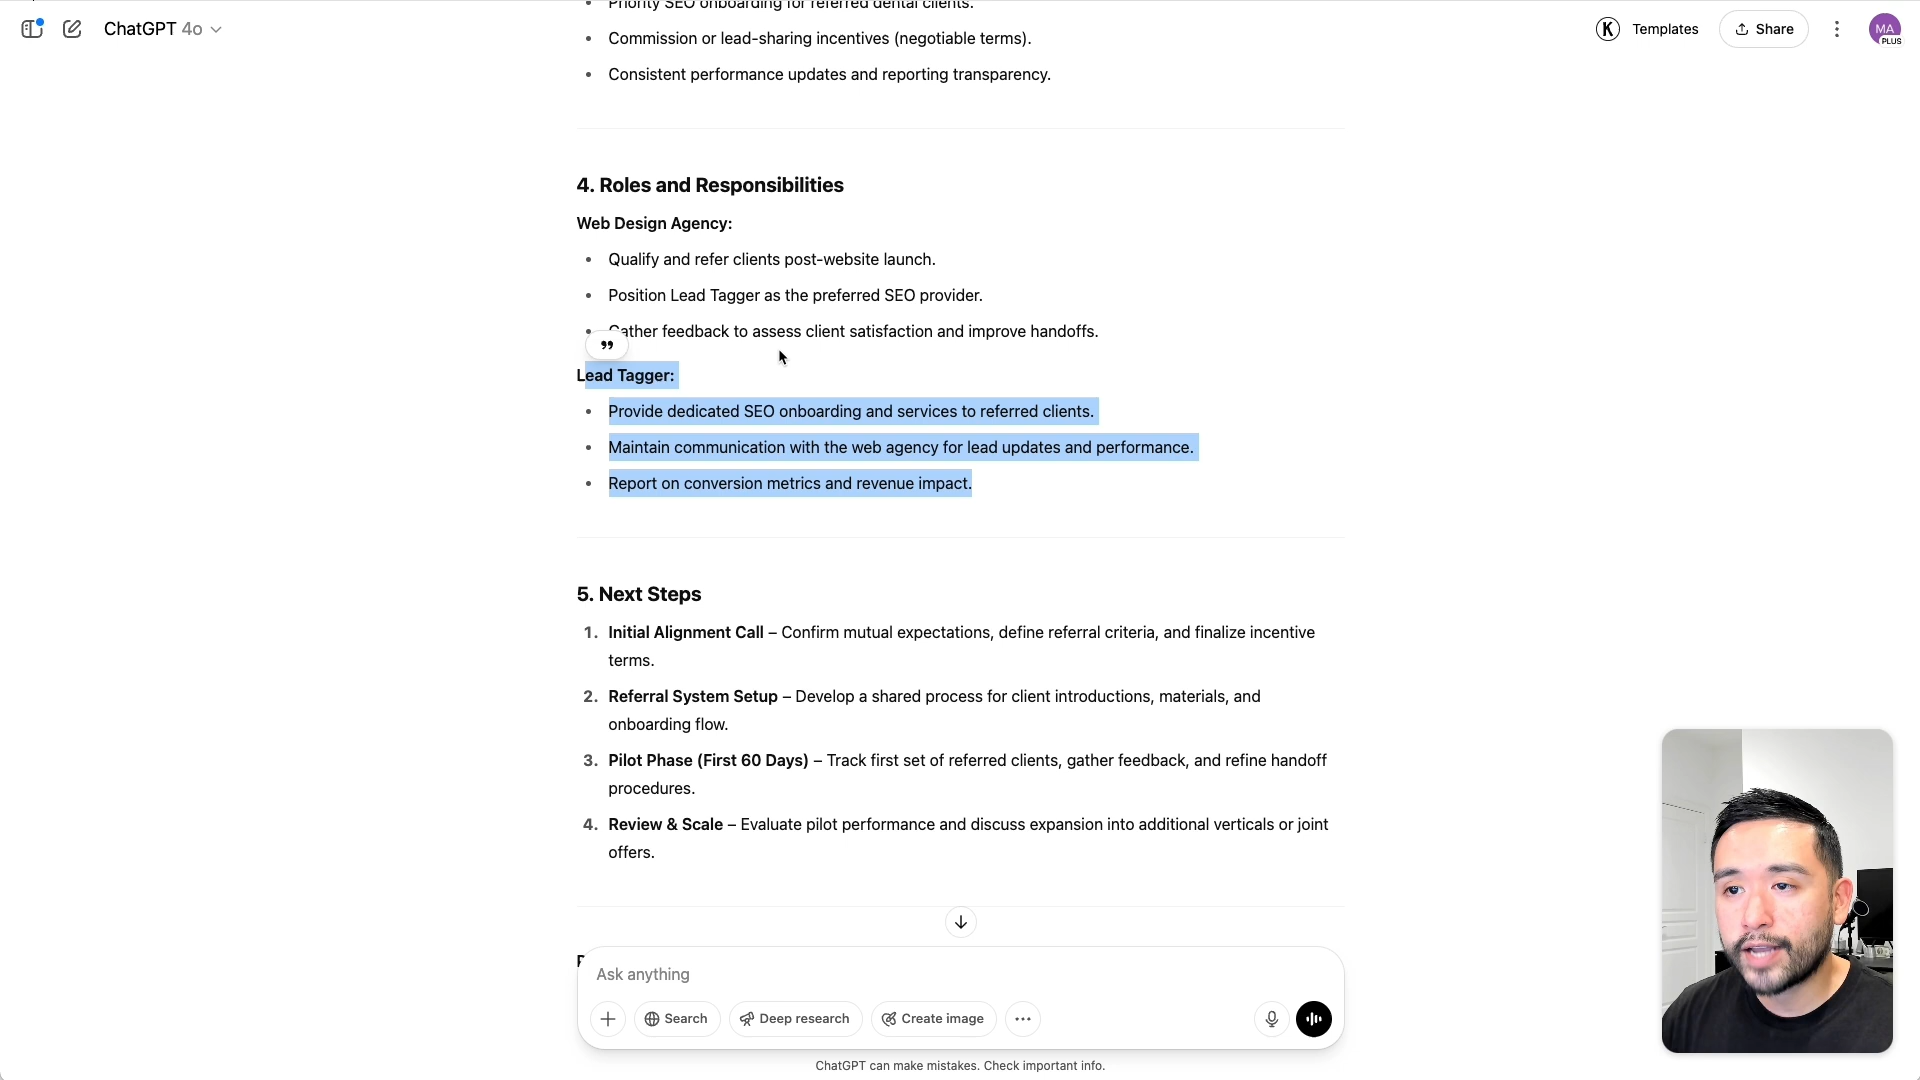 Priority SEO onboarding for referred dental clients.
ChatGPT 4o
Templates
Share
MA
PLUS
Commission or lead-sharing incentives (negotiable terms).
Consistent performance updates and reporting transparency.
4. Roles and Responsibilities
Web Design Agency:
Qualify and refer clients post-website launch.
Position Lead Tagger as the preferred SEO provider.
Gather feedback to assess client satisfaction and improve handoffs.
Lead Tagger:
Provide dedicated SEO onboarding and services to referred clients.
Maintain communication with the web agency for lead updates and performance.
Report on conversion metrics and revenue impact.
5. Next Steps
1. Initial Alignment Call – Confirm mutual expectations, define referral criteria, and finalize incentive
terms.
2. Referral System Setup – Develop a shared process for client introductions, materials, and
onboarding flow.
3. Pilot Phase (First 60 Days) – Track first set of referred clients, gather feedback, and refine handoff
procedures.
4. Review & Scale – Evaluate pilot performance and discuss expansion into additional verticals or joint
offers.
Ask anything
Search
Deep research
Create image
ChatGPT can make mistakes. Check important info.